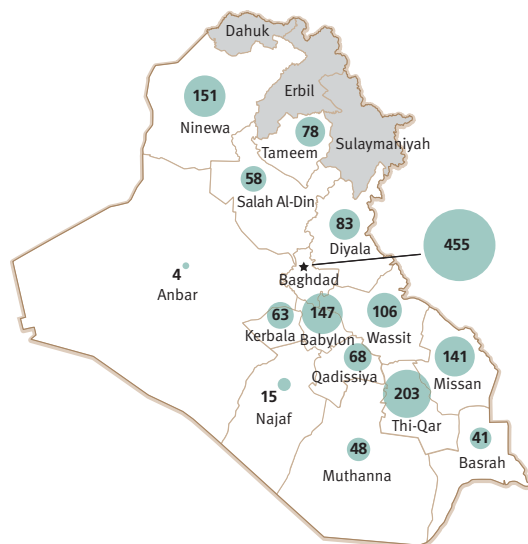 Dahuk
Erbil
151
Ninewa
78
Tameem
Sulaymaniyah
58
Salah Al-Din
83
Diyala
455
Baghdad
4
Anbar
63
Kerbala
147
Babylon
106
Wassit
68
Qadissiya
141
Missan
15
Najaf
203
Thi-Qar
48
Muthanna
41
Basrah